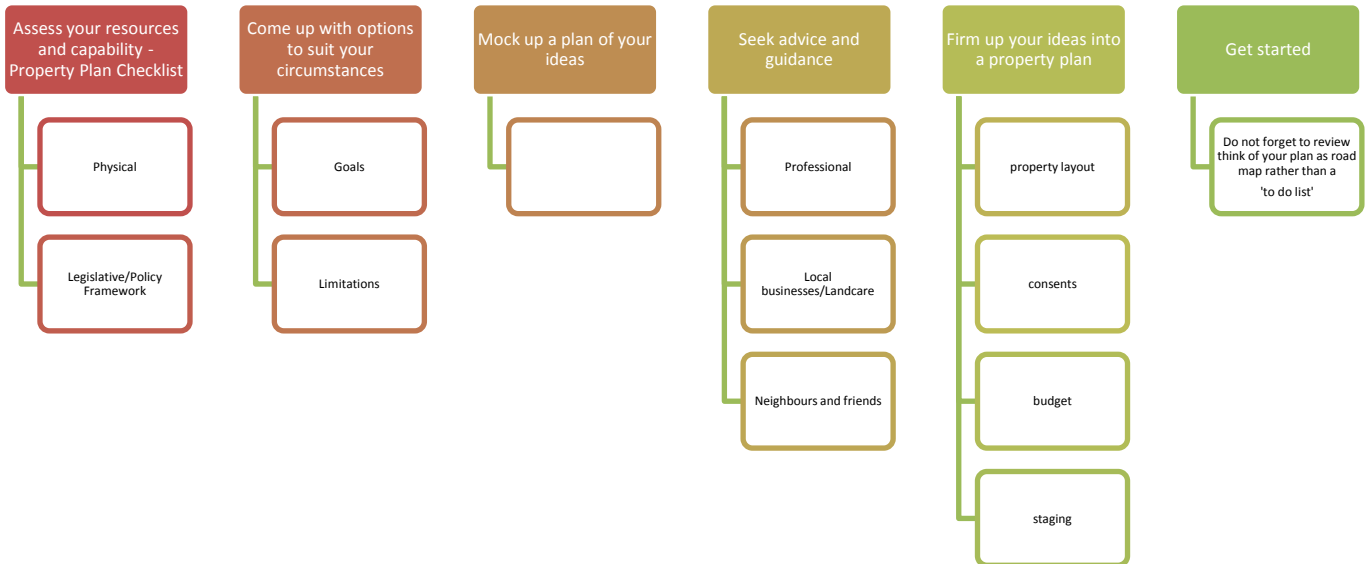 Assess your resources
and capability -
Property Plan Checklist
Physical
Legislative/Policy
Framework
Come up with options
to suit your
circumstances
Goals
Limitations
Mock up a plan of your
ideas
Seek advice and
guidance
Professional
Local
businesses/Landcare
Neighbours and friends
Firm up your ideas into
a property plan
property layout
consents
budget
staging
Get started
Do not forget to review
think of your plan as road
map rather than a
'to do list'